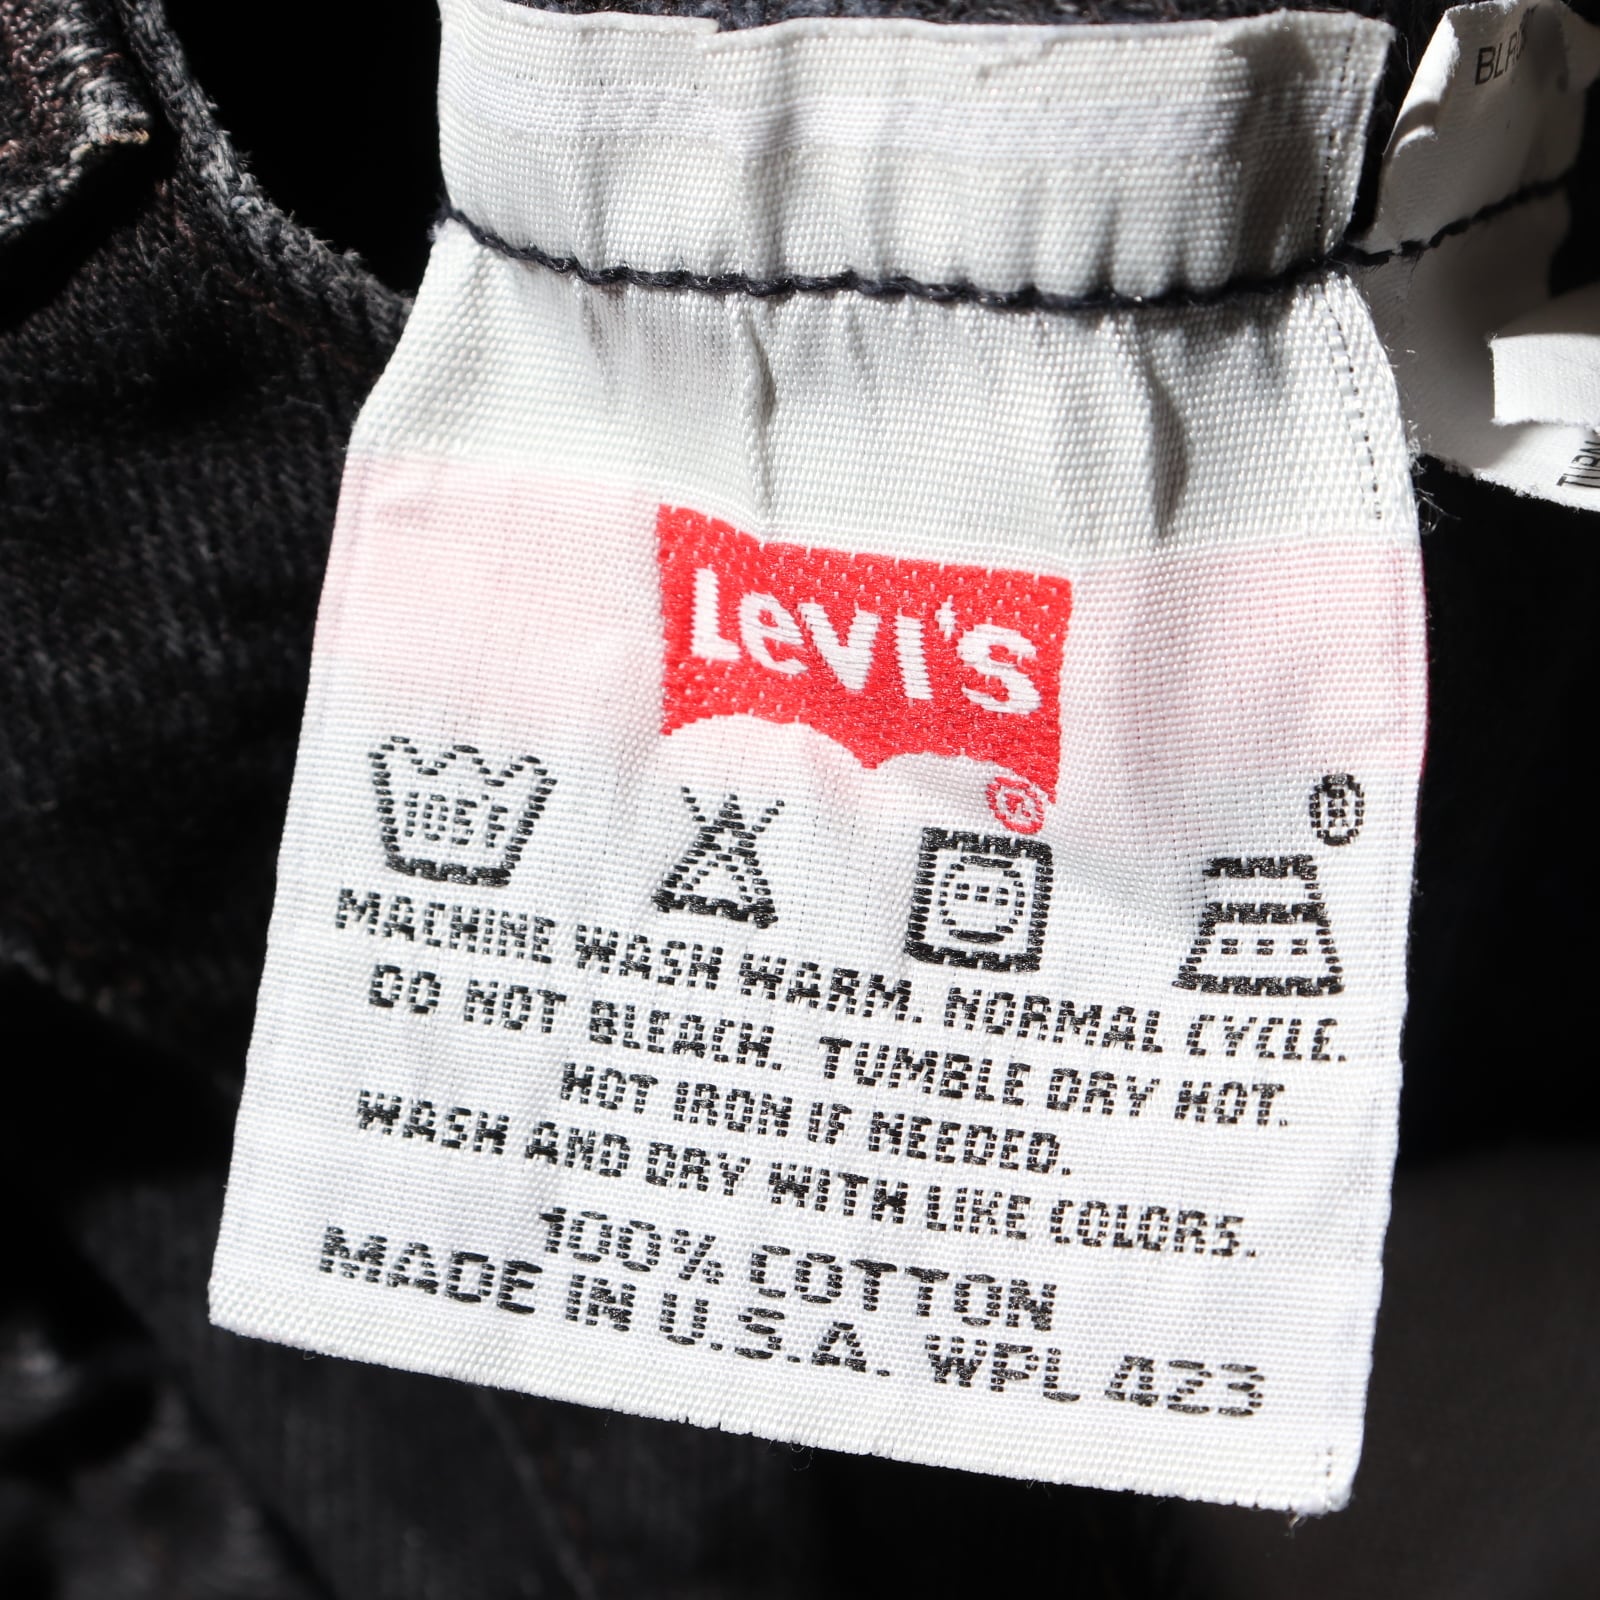 LEVI'S
®
105°F
®
MACHINE WASH WARM. NORMAL CYCLE.
DO NOT BLEACH. TUMBLE DRY HOT.
HOT IRON IF NEEDED.
WASH AND DRY WITH LIKE COLORS.
100% COTTON
MADE IN U.S.A. WPL 423